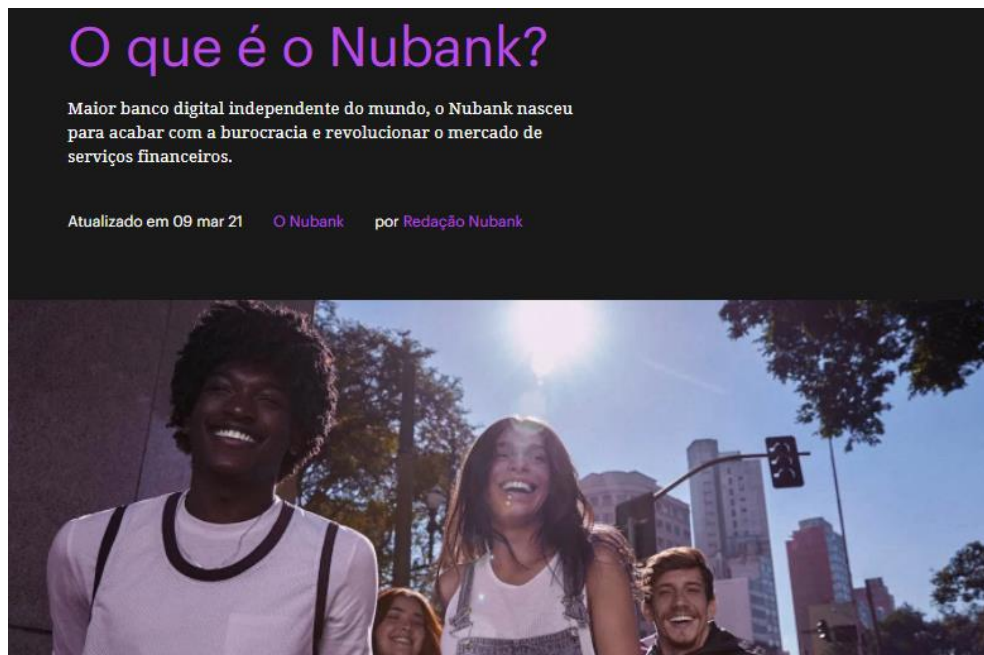 O que é o Nubank?
Maior banco digital independente do mundo, o Nubank nasceu
para acabar com a burocracia e revolucionar o mercado de
serviços financeiros.
Atualizado em 09 mar 21 O Nubank por Redação Nubank